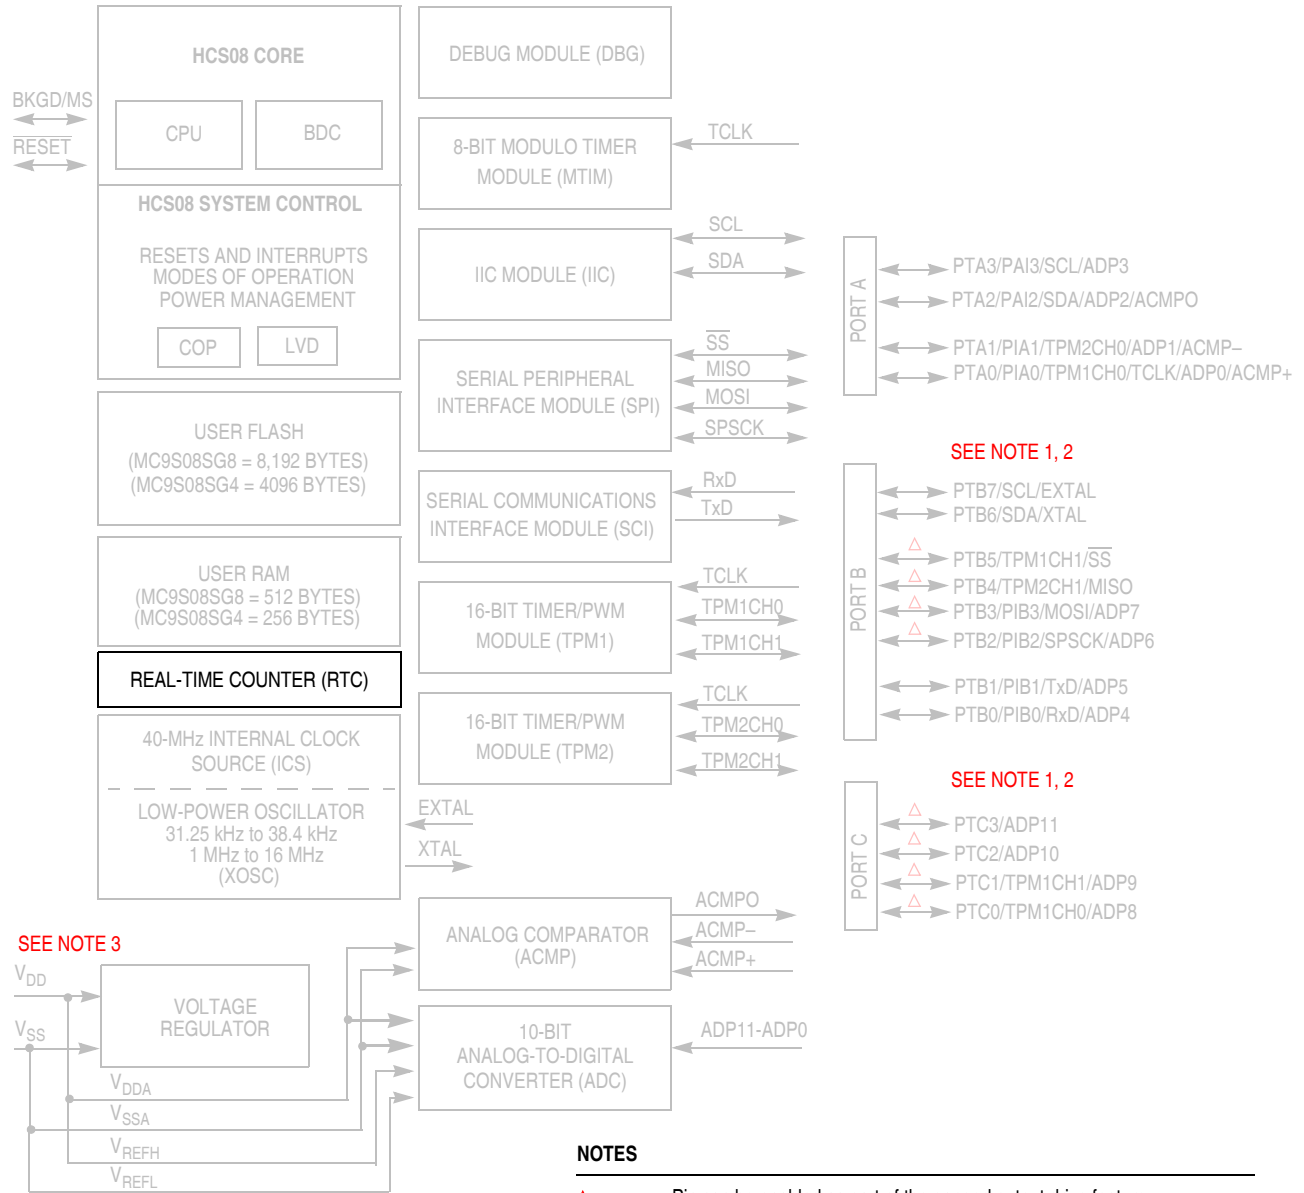 HCS08 CORE
BKGD/MS
RESET
CPU
BDC
HCS08 SYSTEM CONTROL
RESETS AND INTERRUPTS
MODES OF OPERATION
POWER MANAGEMENT
COP
LVD
USER FLASH
(MC9S08SG8 = 8,192 BYTES)
(MC9S08SG4 = 4096 BYTES)
USER RAM
(MC9S08SG8 = 512 BYTES)
(MC9S08SG4 = 256 BYTES)
REAL-TIME COUNTER (RTC)
40-MHz INTERNAL CLOCK
SOURCE (ICS)
LOW-POWER OSCILLATOR
31.25 kHz to 38.4 kHz
1 MHz to 16 MHz
(XOSC)
EXTAL
XTAL
SEE NOTE 3
VDD
VSS
VOLTAGE
REGULATOR
VDDA
VSSA
VREFH
VREFL
DEBUG MODULE (DBG)
8-BIT MODULO TIMER
MODULE (MTIM)
TCLK
IIC MODULE (IIC)
SCL
SDA
SERIAL PERIPHERAL
INTERFACE MODULE (SPI)
SS
MISO
MOSI
SPSCK
SERIAL COMMUNICATIONS
INTERFACE MODULE (SCI)
RxD
TxD
16-BIT TIMER/PWM
MODULE (TPM1)
TCLK
TPM1CH0
TPM1CH1
16-BIT TIMER/PWM
MODULE (TPM2)
TCLK
TPM2CH0
TPM2CH1
ANALOG COMPARATOR
(ACMP)
ACMPO
ACMP–
ACMP+
10-BIT
ANALOG-TO-DIGITAL
CONVERTER (ADC)
ADP11-ADP0
PORT A
PTA3/PAI3/SCL/ADP3
PTA2/PAI2/SDA/ADP2/ACMPO
PTA1/PIA1/TPM2CH0/ADP1/ACMP–
PTA0/PIA0/TPM1CH0/TCLK/ADP0/ACMP+
SEE NOTE 1, 2
PORT B
PTB7/SCL/EXTAL
PTB6/SDA/XTAL
PTB5/TPM1CH1/SS
PTB4/TPM2CH1/MISO
PTB3/PIB3/MOSI/ADP7
PTB2/PIB2/SPSCK/ADP6
PTB1/PIB1/TxD/ADP5
PTB0/PIB0/RxD/ADP4
SEE NOTE 1, 2
PORT C
PTC3/ADP11
PTC2/ADP10
PTC1/TPM1CH1/ADP9
PTC0/TPM1CH0/ADP8
NOTES